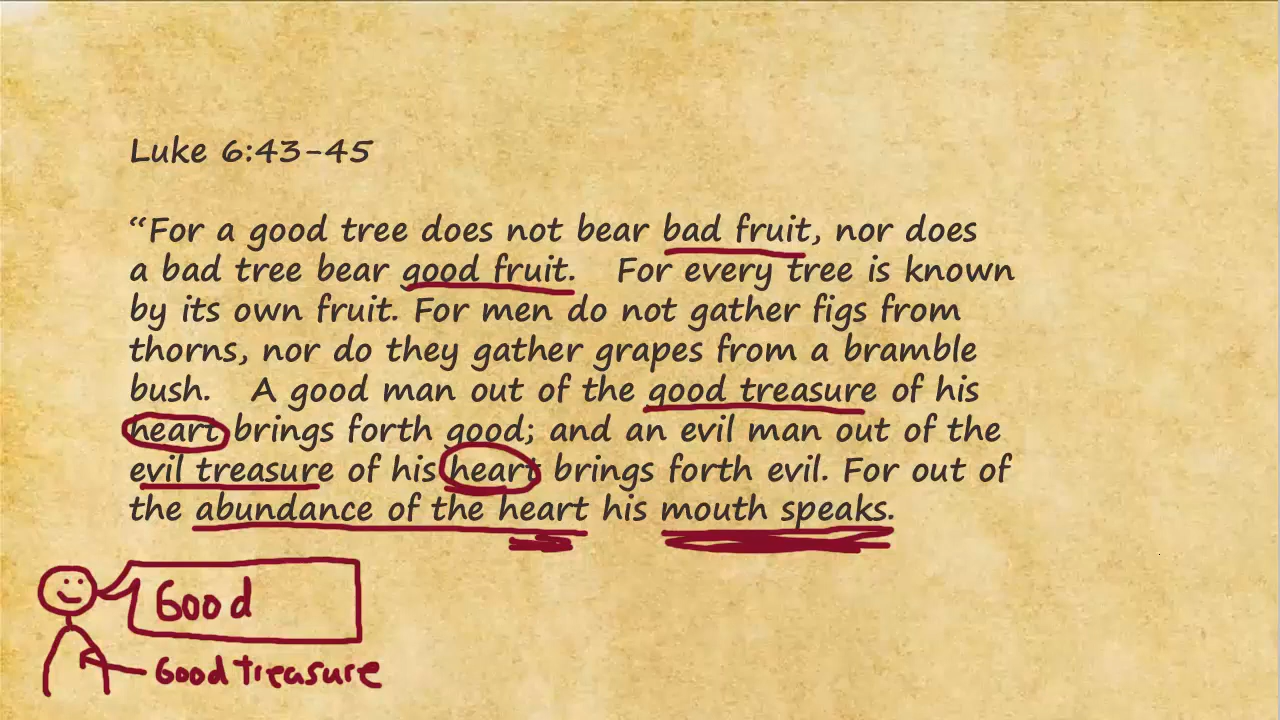 Luke 6:43-45
“For a good tree does not bear bad fruit, nor does
a bad tree bear good fruit. For every tree is known
by its own fruit. For men do not gather figs from
thorns, nor do they gather grapes from a bramble
bush. A good man out of the good treasure of his
heart brings forth good; and an evil man out of the
evil treasure of his heart brings forth evil. For out of
the abundance of the heart his mouth speaks.
Good
Good treasure